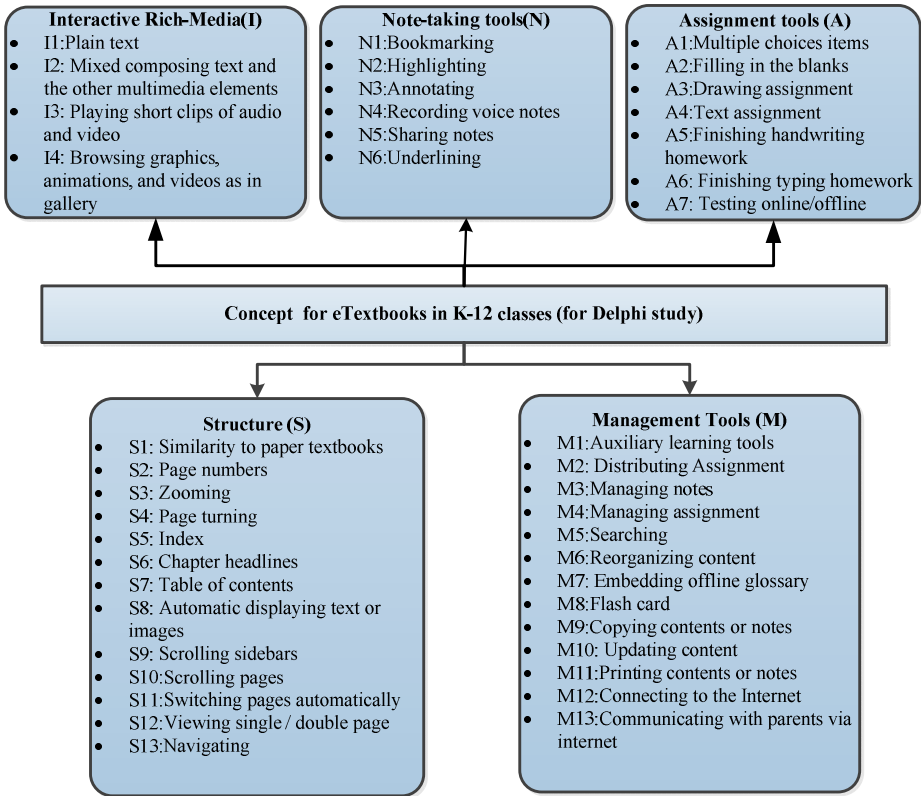 Interactive Rich-Media(I)
• I1:Plain text
• I2: Mixed composing text and
the other multimedia elements
• I3: Playing short clips of audio
and video
• I4: Browsing graphics,
animations, and videos as in
gallery
Note-taking tools(N)
• N1:Bookmarking
• N2:Highlighting
• N3:Annotating
• N4:Recording voice notes
• N5:Sharing notes
• N6:Underlining
Assignment tools (A)
• A1:Multiple choices items
• A2:Filling in the blanks
• A3:Drawing assignment
• A4:Text assignment
• A5:Finishing handwriting
homework
• A6: Finishing typing homework
• A7: Testing online/offline
Concept for eTextbooks in K-12 classes (for Delphi study)
Structure (S)
• S1: Similarity to paper textbooks
• S2: Page numbers
• S3: Zooming
• S4: Page turning
• S5: Index
• S6: Chapter headlines
• S7: Table of contents
• S8: Automatic displaying text or
images
• S9: Scrolling sidebars
• S10:Scrolling pages
• S11:Switching pages automatically
• S12:Viewing single / double page
• S13:Navigating
Management Tools (M)
• M1:Auxiliary learning tools
• M2: Distributing Assignment
• M3:Managing notes
• M4:Managing assignment
• M5:Searching
• M6:Reorganizing content
• M7: Embedding offline glossary
• M8:Flash card
• M9:Copying contents or notes
• M10: Updating content
• M11:Printing contents or notes
• M12:Connecting to the Internet
• M13:Communicating with parents via
internet